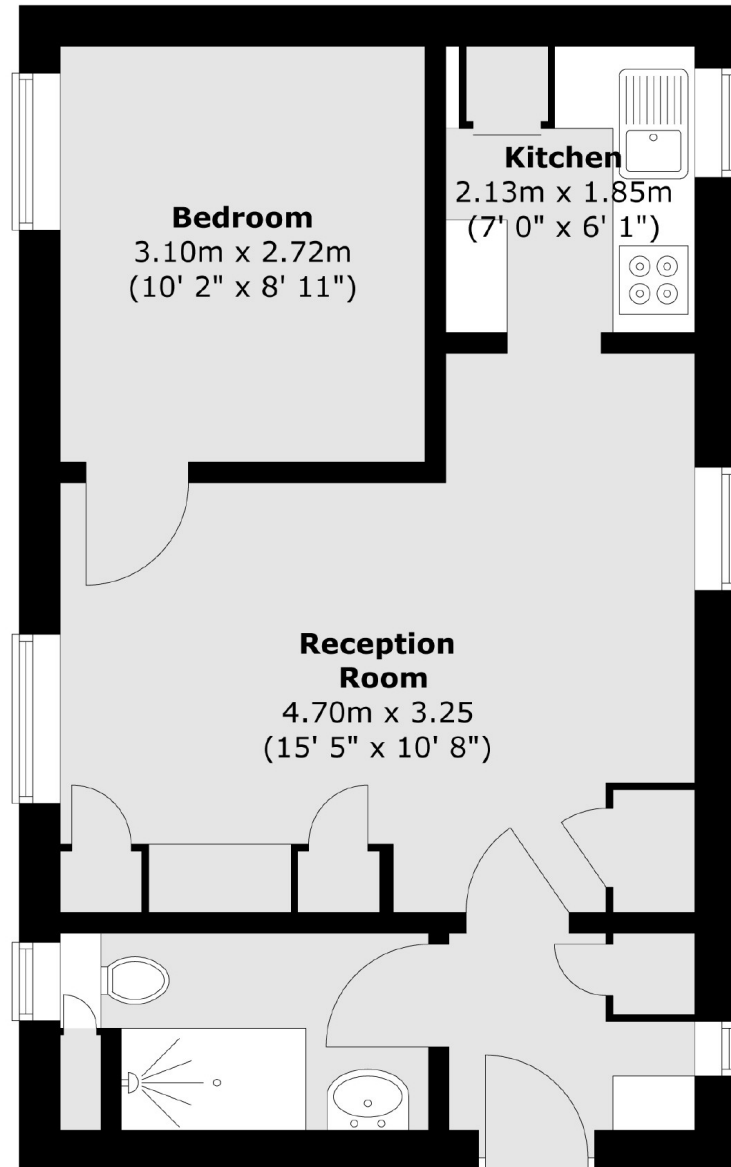 Bedroom
3.10m x 2.72m
(10' 2" x 8' 11")
Kitchen
2.13m x 1.85m
(7' 0" x 6' 1")
Reception
Room
4.70m x 3.25
(15' 5" x 10' 8")